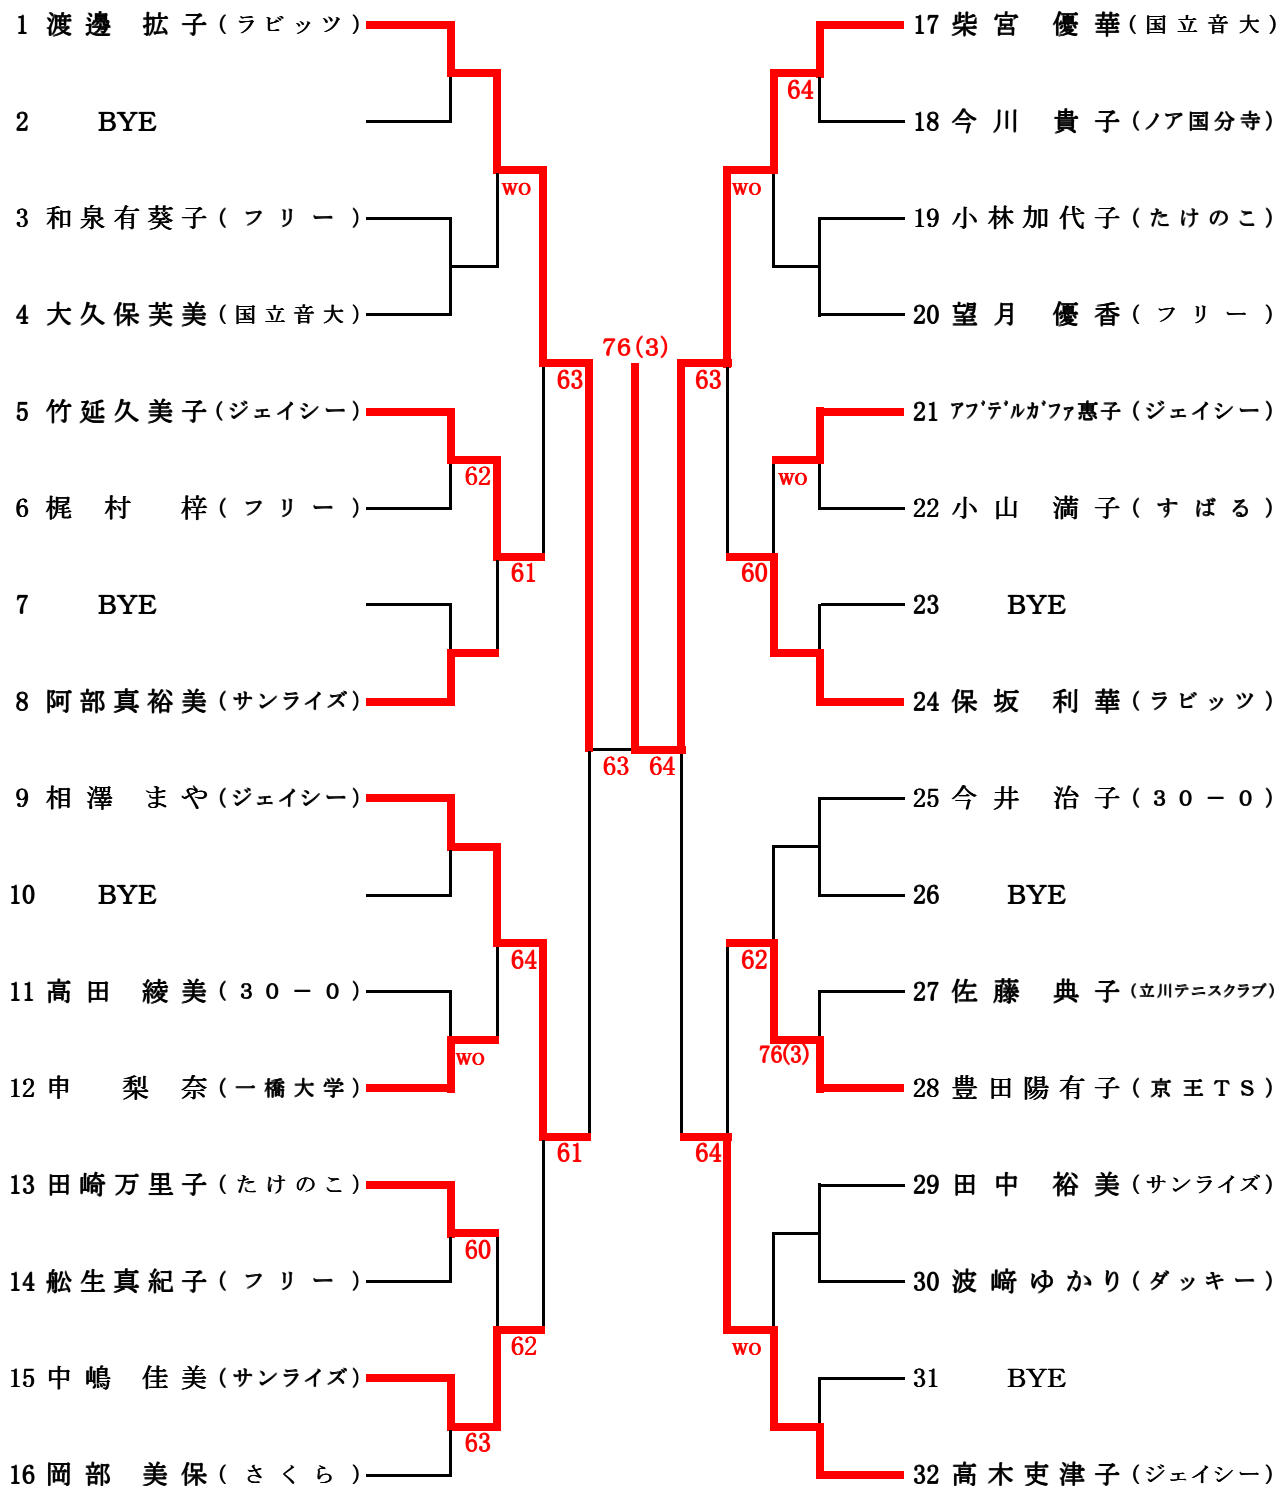 1 渡邊 拡子(ラビッツ)
2 BYE
3 和泉有葵子(フリー)
4 大久保芙美(国立音大)
5 竹延久美子(ジェイシー)
6 梶村 梓(フリー)
7 BYE
8 阿部真裕美(サンライズ)
9 相澤 まや(ジェイシー)
10 BYE
11 高田 綾美(30-0)
12 申 梨奈(一橋大学)
13 田崎万里子(たけのこ)
14 舩生真紀子(フリー)
15 中嶋 佳美(サンライズ)
16 岡部 美保(さくら)
wo
62
61
63
64
wo
61
60
62
63
76(3)
63 64
64
wo
63
wo
60
62
76(3)
64
wo
17 柴宮 優華(国立音大)
18 今川 貴子(ノア国分寺)
19 小林加代子(たけのこ)
20 望月 優香(フリー)
21 アブデルガファ惠子(ジェイシー)
22 小山 満子(すばる)
23 BYE
24 保坂 利華(ラビッツ)
25 今井 治子(30-0)
26 BYE
27 佐藤 典子(立川テニスクラブ)
28 豊田陽有子(京王TS)
29 田中 裕美(サンライズ)
30 波﨑ゆかり(ダッキー)
31 BYE
32 高木吏津子(ジェイシー)